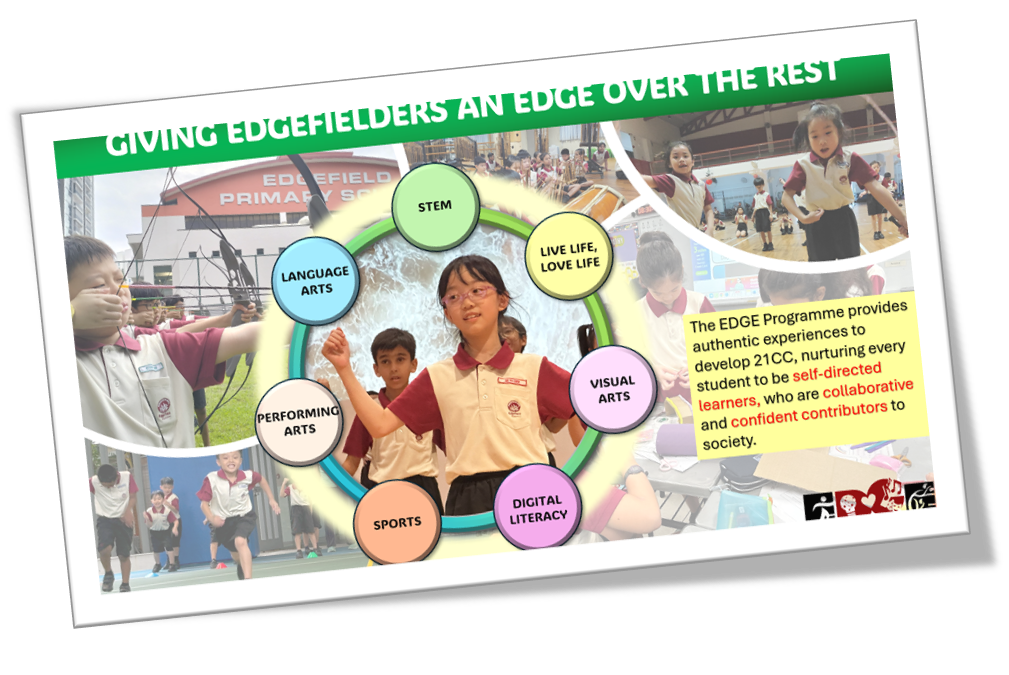 GIVING EDGEFIELDERS AN EDGE OVER THE REST
EDGEFIELD
PRIMARY
STEM
LIVE LIFE,
LOVE LIFE
LANGUAGE
ARTS
VISUAL
ARTS
PERFORMING
ARTS
SPORTS
DIGITAL
LITERACY
The EDGE Programme provides
authentic experiences to
develop 21CC, nurturing every
student to be self-directed
learners, who are collaborative
and confident contributors to
society.